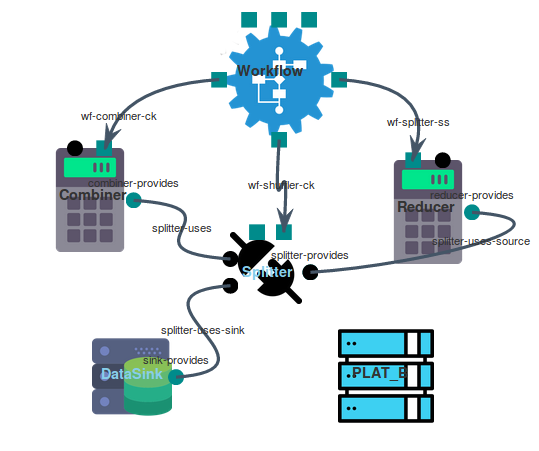 Workflow
wf-combiner-ck
wf-splitter-ss
combiner-provides
Combiner
wf-shuffler-ck
reducer-provides
Reducer
splitter-uses
splitter-uses-source
splitter-provides
Splitter
splitter-uses-sink
sink-provides
DataSink